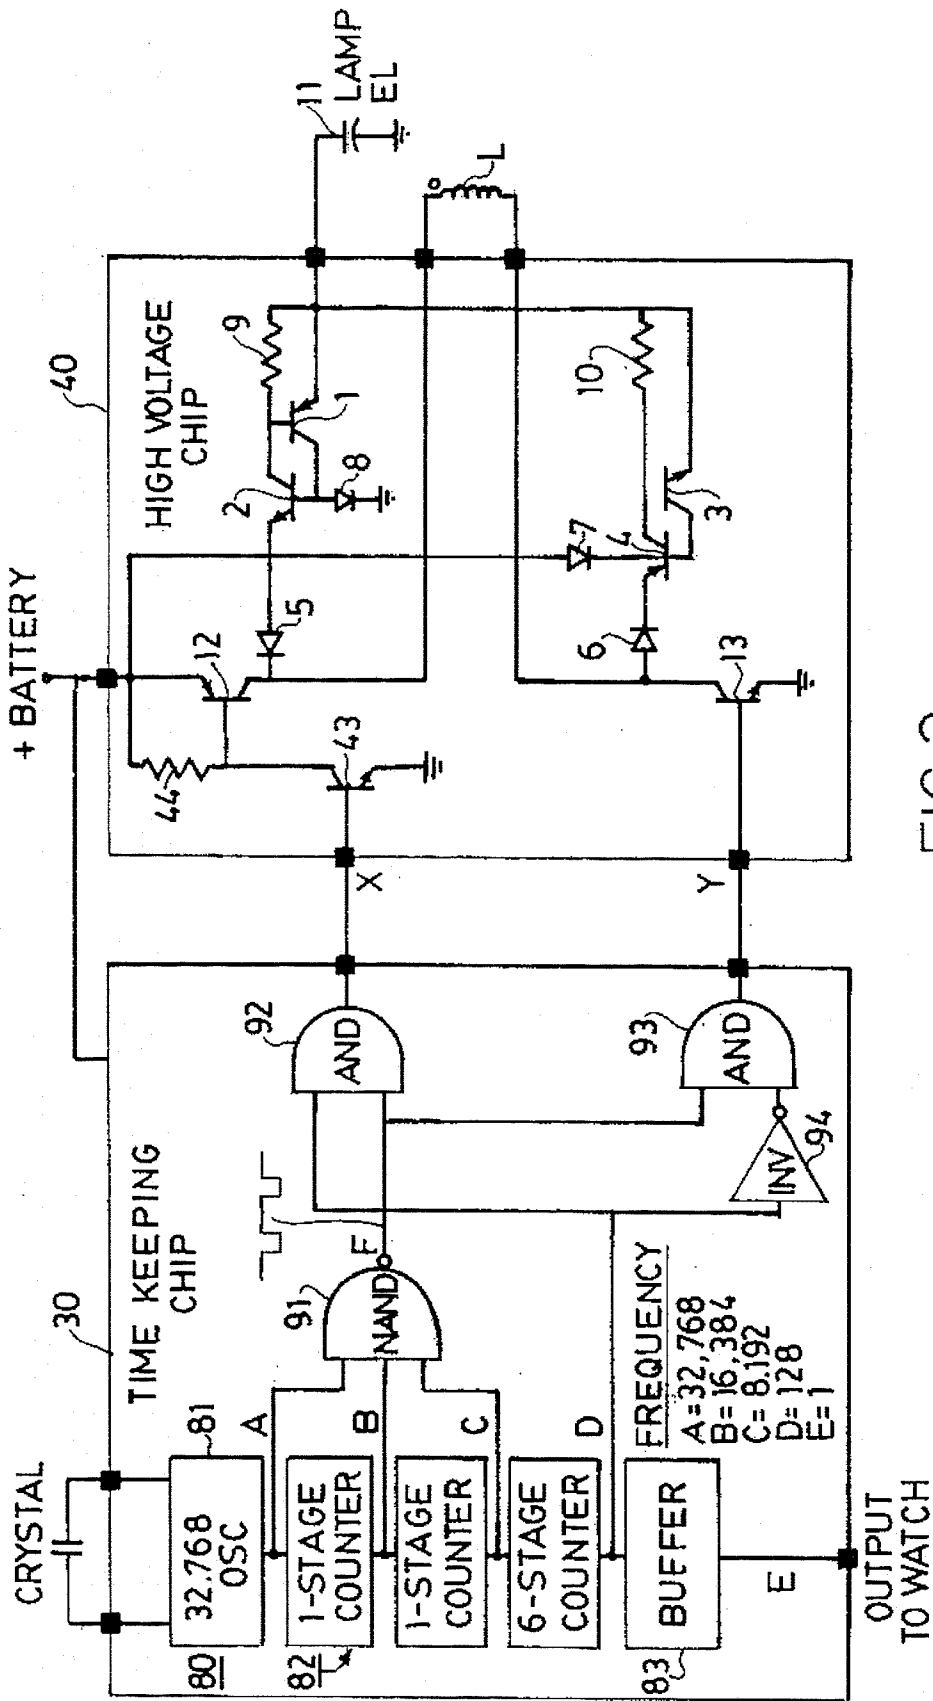 CRYSTAL
+ BATTERY
30
TIME KEEPING
CHIP
40
HIGH VOLTAGE
CHIP
80
32.768
OSC
81
A
82
1-STAGE
COUNTER
B
1-STAGE
COUNTER
C
6-STAGE
COUNTER
D
83
BUFFER
E
OUTPUT
TO WATCH
91
NAND
F
92
AND
93
AND
INV
94
FREQUENCY
A=32,768
B=16,384
C=8.192
D=128
E=1
X
Y
44
43
12
5
2
8
1
9
7
6
4
3
10
13
11
LAMP
EL
L